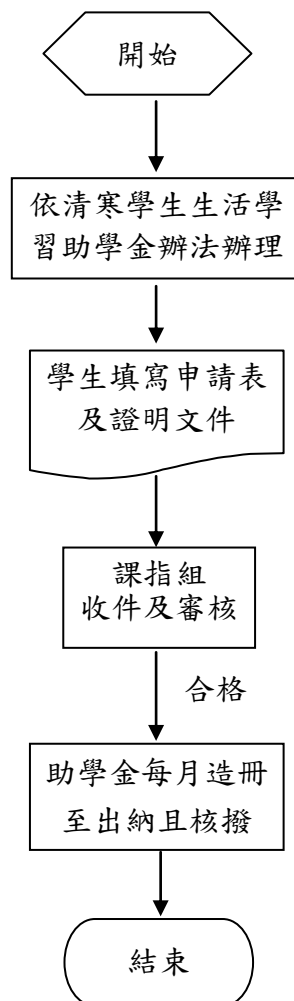 開始
依清寒學生生活學
習助學金辦法辦理
學生填寫申請表
及證明文件
課指組
收件及審核
合格
助學金每月造冊
至出納且核撥
結束